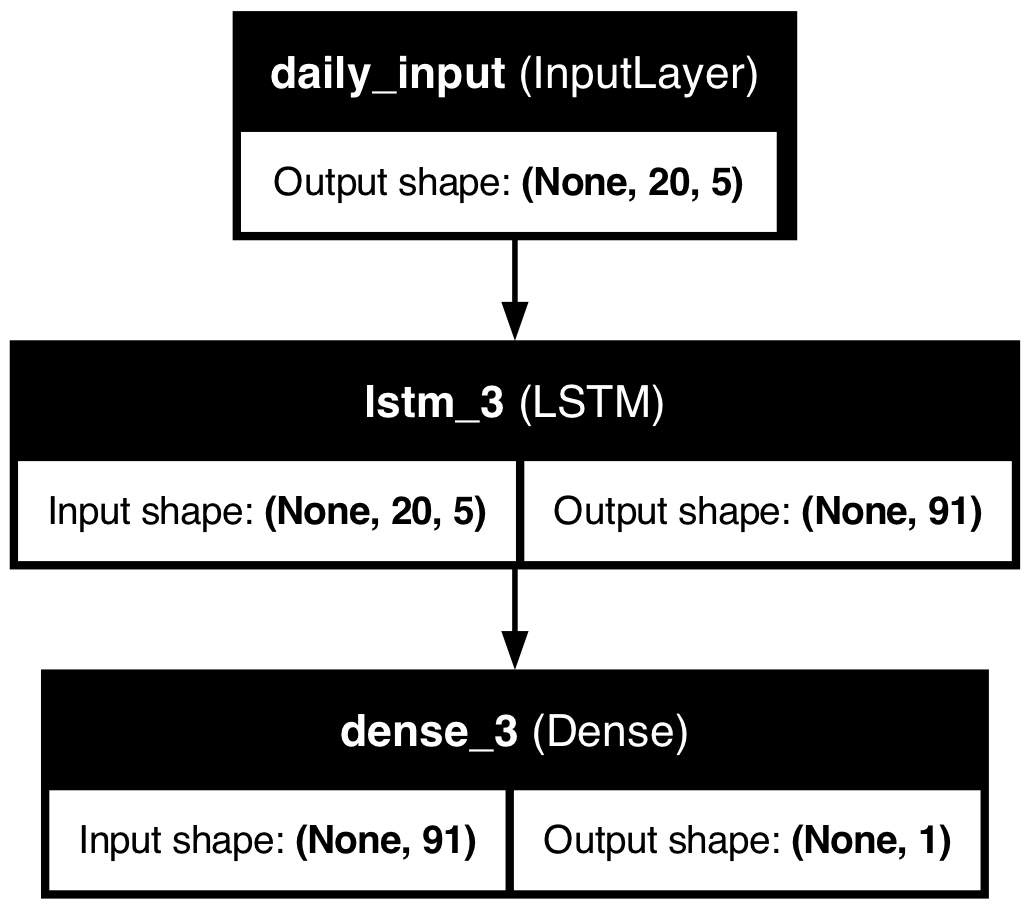 daily_input (InputLayer)
Output shape: (None, 20, 5)
lstm_3 (LSTM)
Input shape: (None, 20, 5) Output shape: (None, 91)
dense_3 (Dense)
Input shape: (None, 91) Output shape: (None, 1)